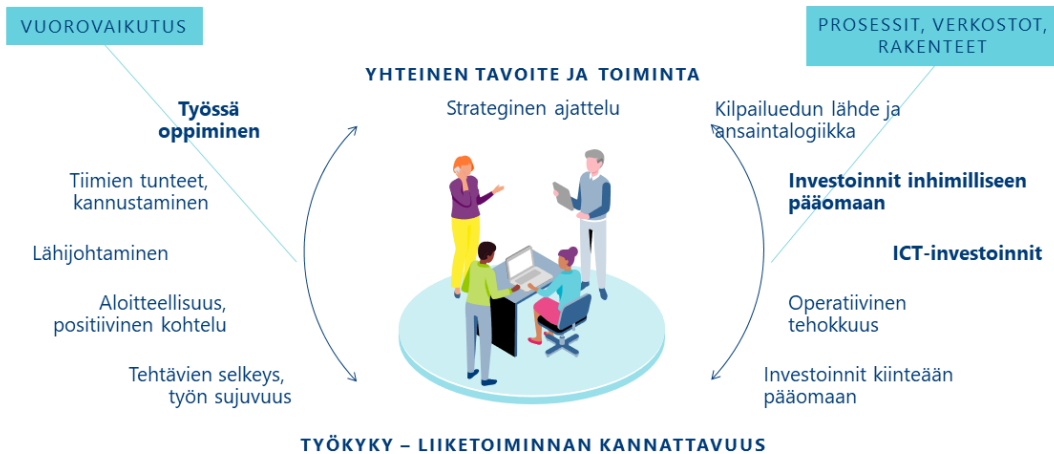 VUOROVAIKUTUS
PROSESSIT, VERKOSTOT,
RAKENTEET
YHTEINEN TAVOITE JA TOIMINTA
Strateginen ajattelu
Työssä
oppiminen
Tiimien tunteet,
kannustaminen
Lähijohtaminen
Aloitteellisuus,
positiivinen kohtelu
Tehtävien selkeys,
työn sujuvuus
Kilpailuedun lähde ja
ansaintalogiikka
Investoinnit inhimilliseen
pääomaan
ICT-investoinnit
Operatiivinen
tehokkuus
Investoinnit kiinteään
pääomaan
TYÖKYKY – LIIKETOIMINNAN KANNATTAVUUS